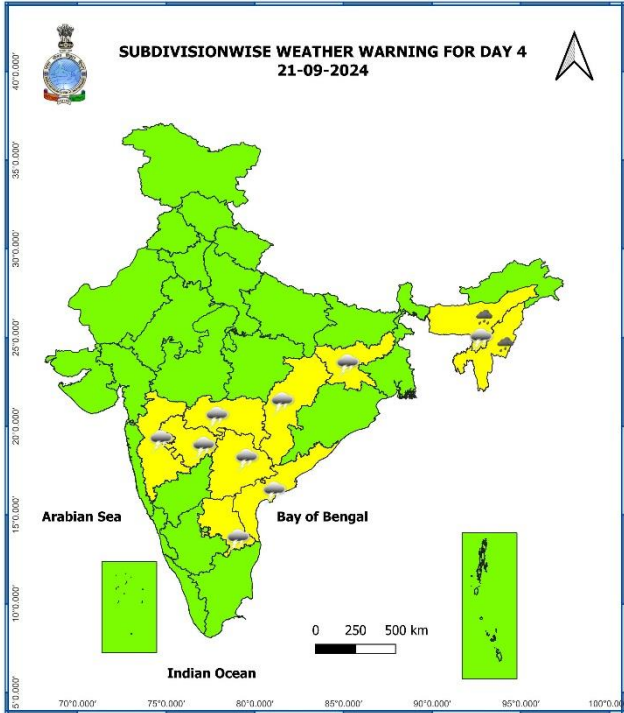 SUBDIVISIONWISE WEATHER WARNING FOR DAY 4
21-09-2024
40°0.000'
35°0.000'
30°0.000'
25°0.000'
20°0.000'
15°0.000'
10°0.000'
5°0.000'
Arabian Sea
Bay of Bengal
0 250 500 km
Indian Ocean
70°0.000' 75°0.000' 80°0.000' 85°0.000' 90°0.000' 95°0.000' 100°0.0